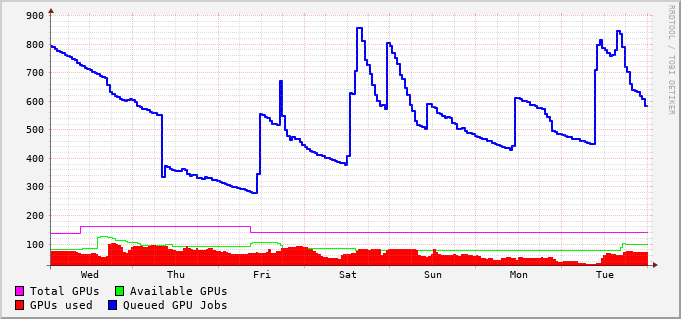 900
800
700
600
500
400
300
200
100
Wed Thu Fri Sat Sun Mon Tue
Total GPUs Available GPUs
GPUs used Queued GPU Jobs
RRDTOOL / TOBI OETIKER